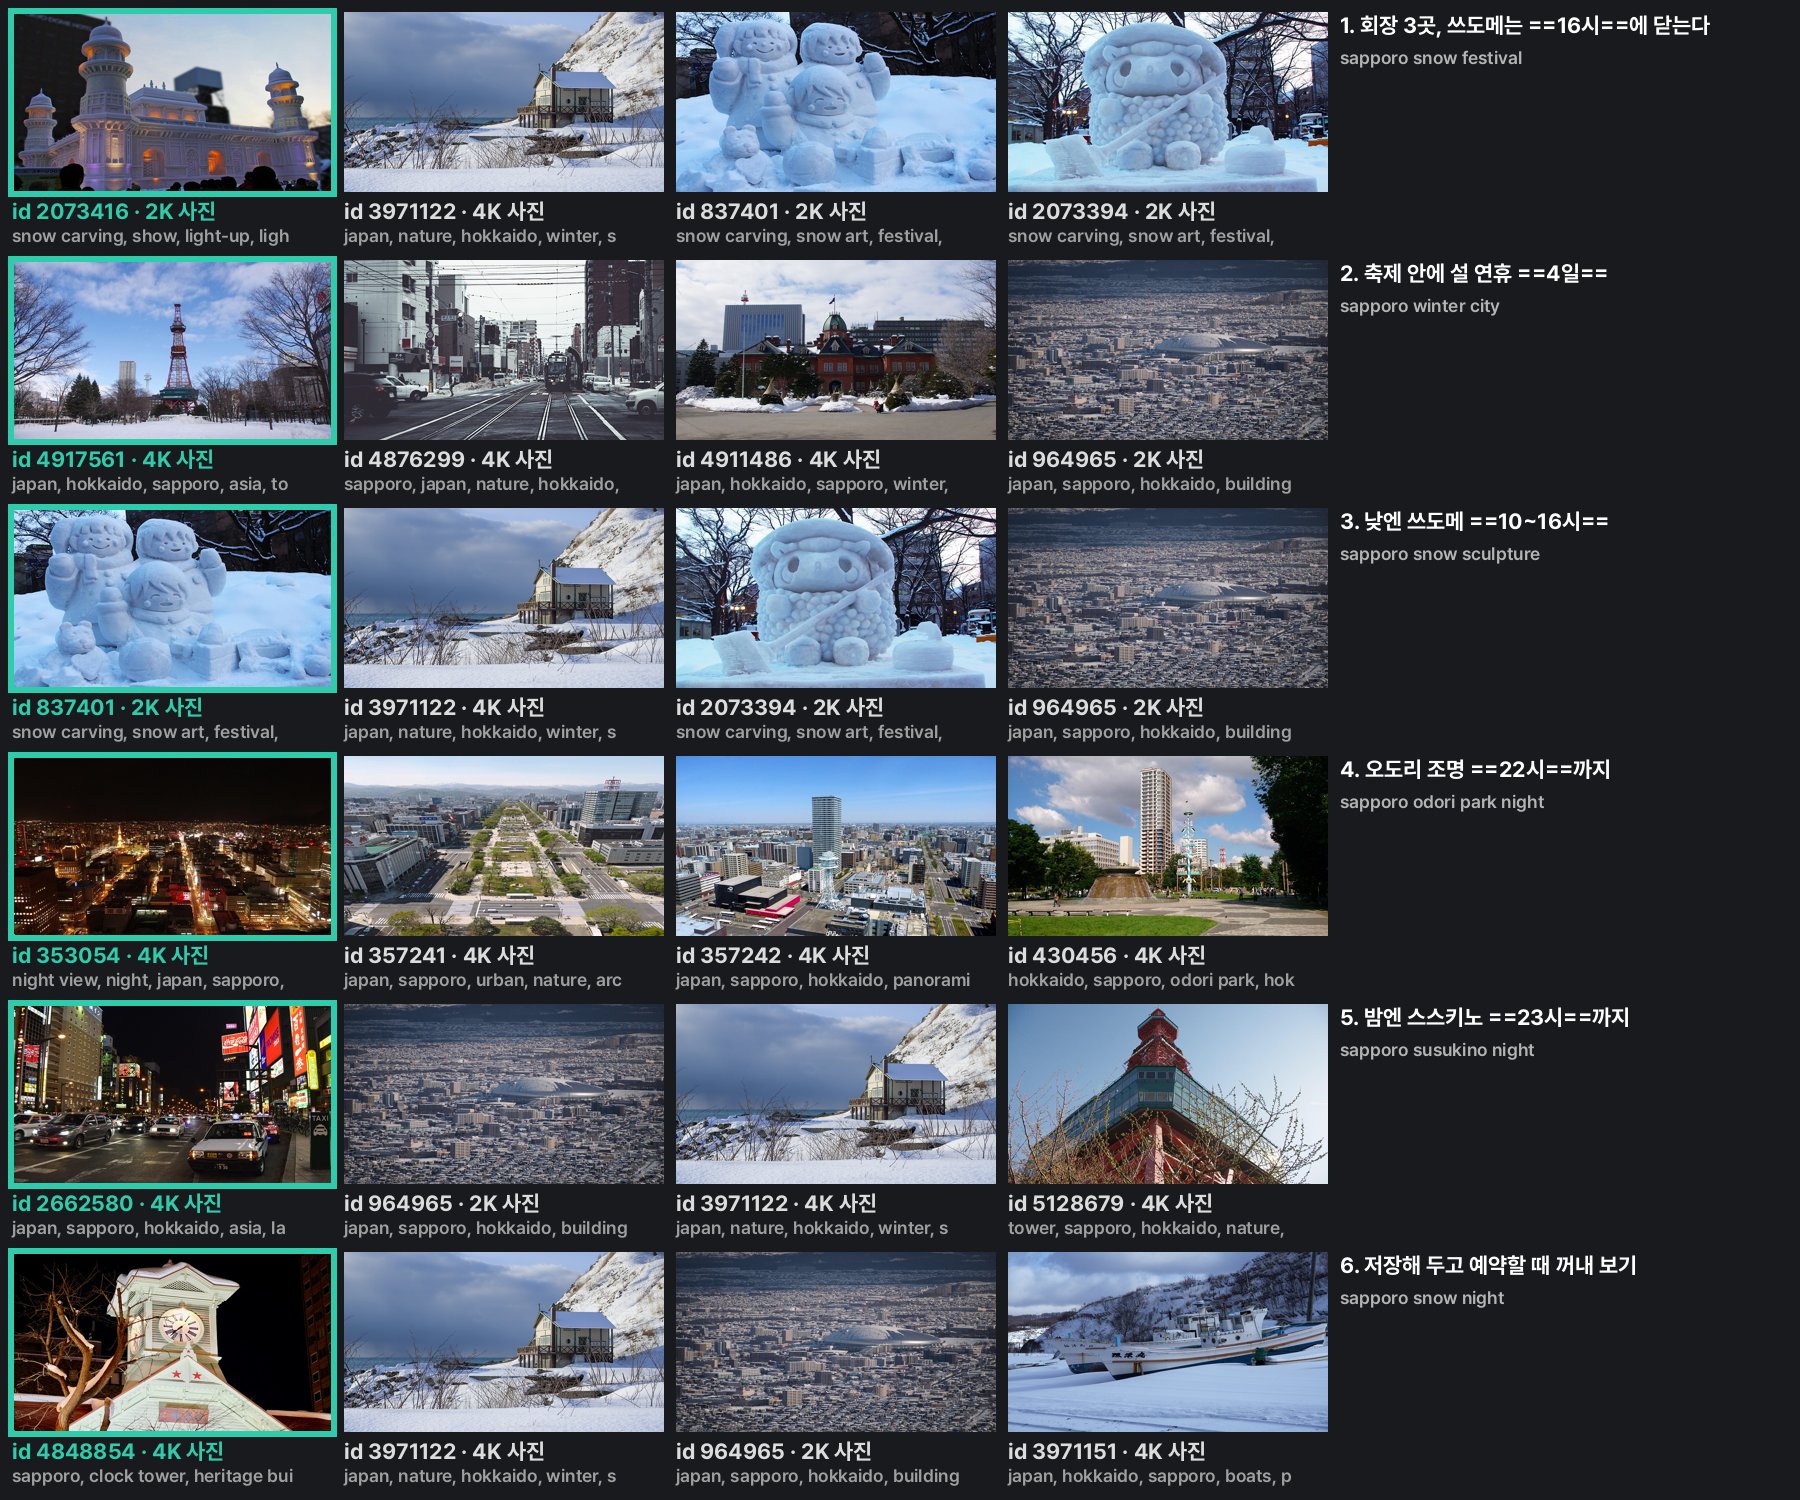 1. 회장 3곳, 쓰도메는 ==16시==에 닫는다
sapporo snow festival
id 2073416 · 2K 사진
snow carving, show, light-up, ligh
id 3971122 · 4K 사진
japan, nature, hokkaido, winter, s
id 837401 · 2K 사진
snow carving, snow art, festival,
id 2073394 · 2K 사진
snow carving, snow art, festival,
2. 축제 안에 설 연휴 ==4일==
sapporo winter city
id 4917561 · 4K 사진
japan, hokkaido, sapporo, asia, to
id 4876299 · 4K 사진
sapporo, japan, nature, hokkaido,
id 4911486 · 4K 사진
japan, hokkaido, sapporo, winter,
id 964965 · 2K 사진
japan, sapporo, hokkaido, building
3. 낮엔 쓰도메 ==10~16시==
sapporo snow sculpture
id 837401 · 2K 사진
snow carving, snow art, festival,
id 3971122 · 4K 사진
japan, nature, hokkaido, winter, s
id 2073394 · 2K 사진
snow carving, snow art, festival,
id 964965 · 2K 사진
japan, sapporo, hokkaido, building
4. 오도리 조명 ==22시==까지
sapporo odori park night
id 353054 · 4K 사진
night view, night, japan, sapporo,
id 357241 · 4K 사진
japan, sapporo, urban, nature, arc
id 357242 · 4K 사진
japan, sapporo, hokkaido, panorami
id 430456 · 4K 사진
hokkaido, sapporo, odori park, hok
5. 밤엔 스스키노 ==23시==까지
sapporo susukino night
Coca-Cola
TAXI
id 2662580 · 4K 사진
japan, sapporo, hokkaido, asia, la
id 964965 · 2K 사진
japan, sapporo, hokkaido, building
id 3971122 · 4K 사진
japan, nature, hokkaido, winter, s
id 5128679 · 4K 사진
tower, sapporo, hokkaido, nature,
6. 저장해 두고 예약할 때 꺼내 보기
sapporo snow night
id 4848854 · 4K 사진
sapporo, clock tower, heritage bui
id 3971122 · 4K 사진
japan, nature, hokkaido, winter, s
id 964965 · 2K 사진
japan, sapporo, hokkaido, building
id 3971151 · 4K 사진
japan, hokkaido, sapporo, boats, p